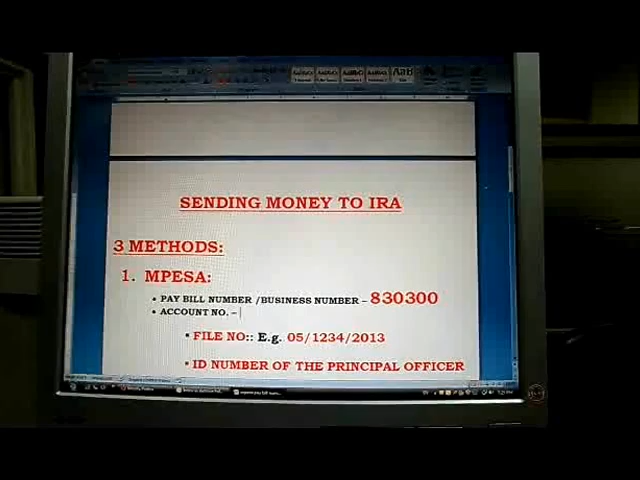 SENDING MONEY TO IRA
3 METHODS:
1. MPESA:
• PAY BILL NUMBER /BUSINESS NUMBER – 830300
• ACCOUNT NO. –
• FILE NO:: E.g. 05/1234/2013
• ID NUMBER OF THE PRINCIPAL OFFICER